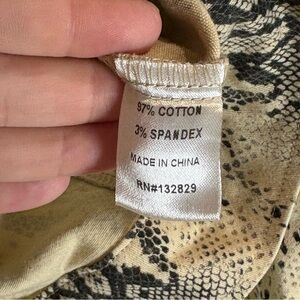 97% COTTON
3% SPANDEX
MADE IN CHINA
RN#132829